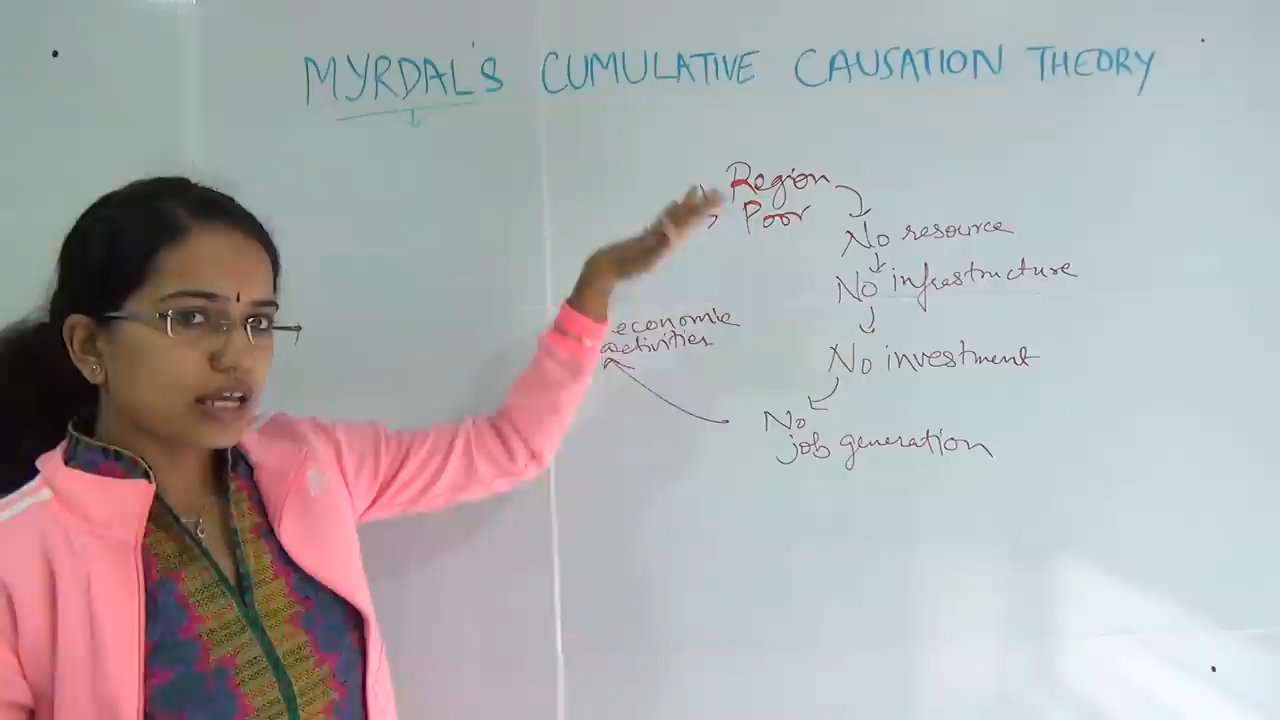 MYRDAL'S CUMULATIVE CAUSATION THEORY
Region
Poor
No resource
No infrastructure
No investment
No
job generation
economic
activities